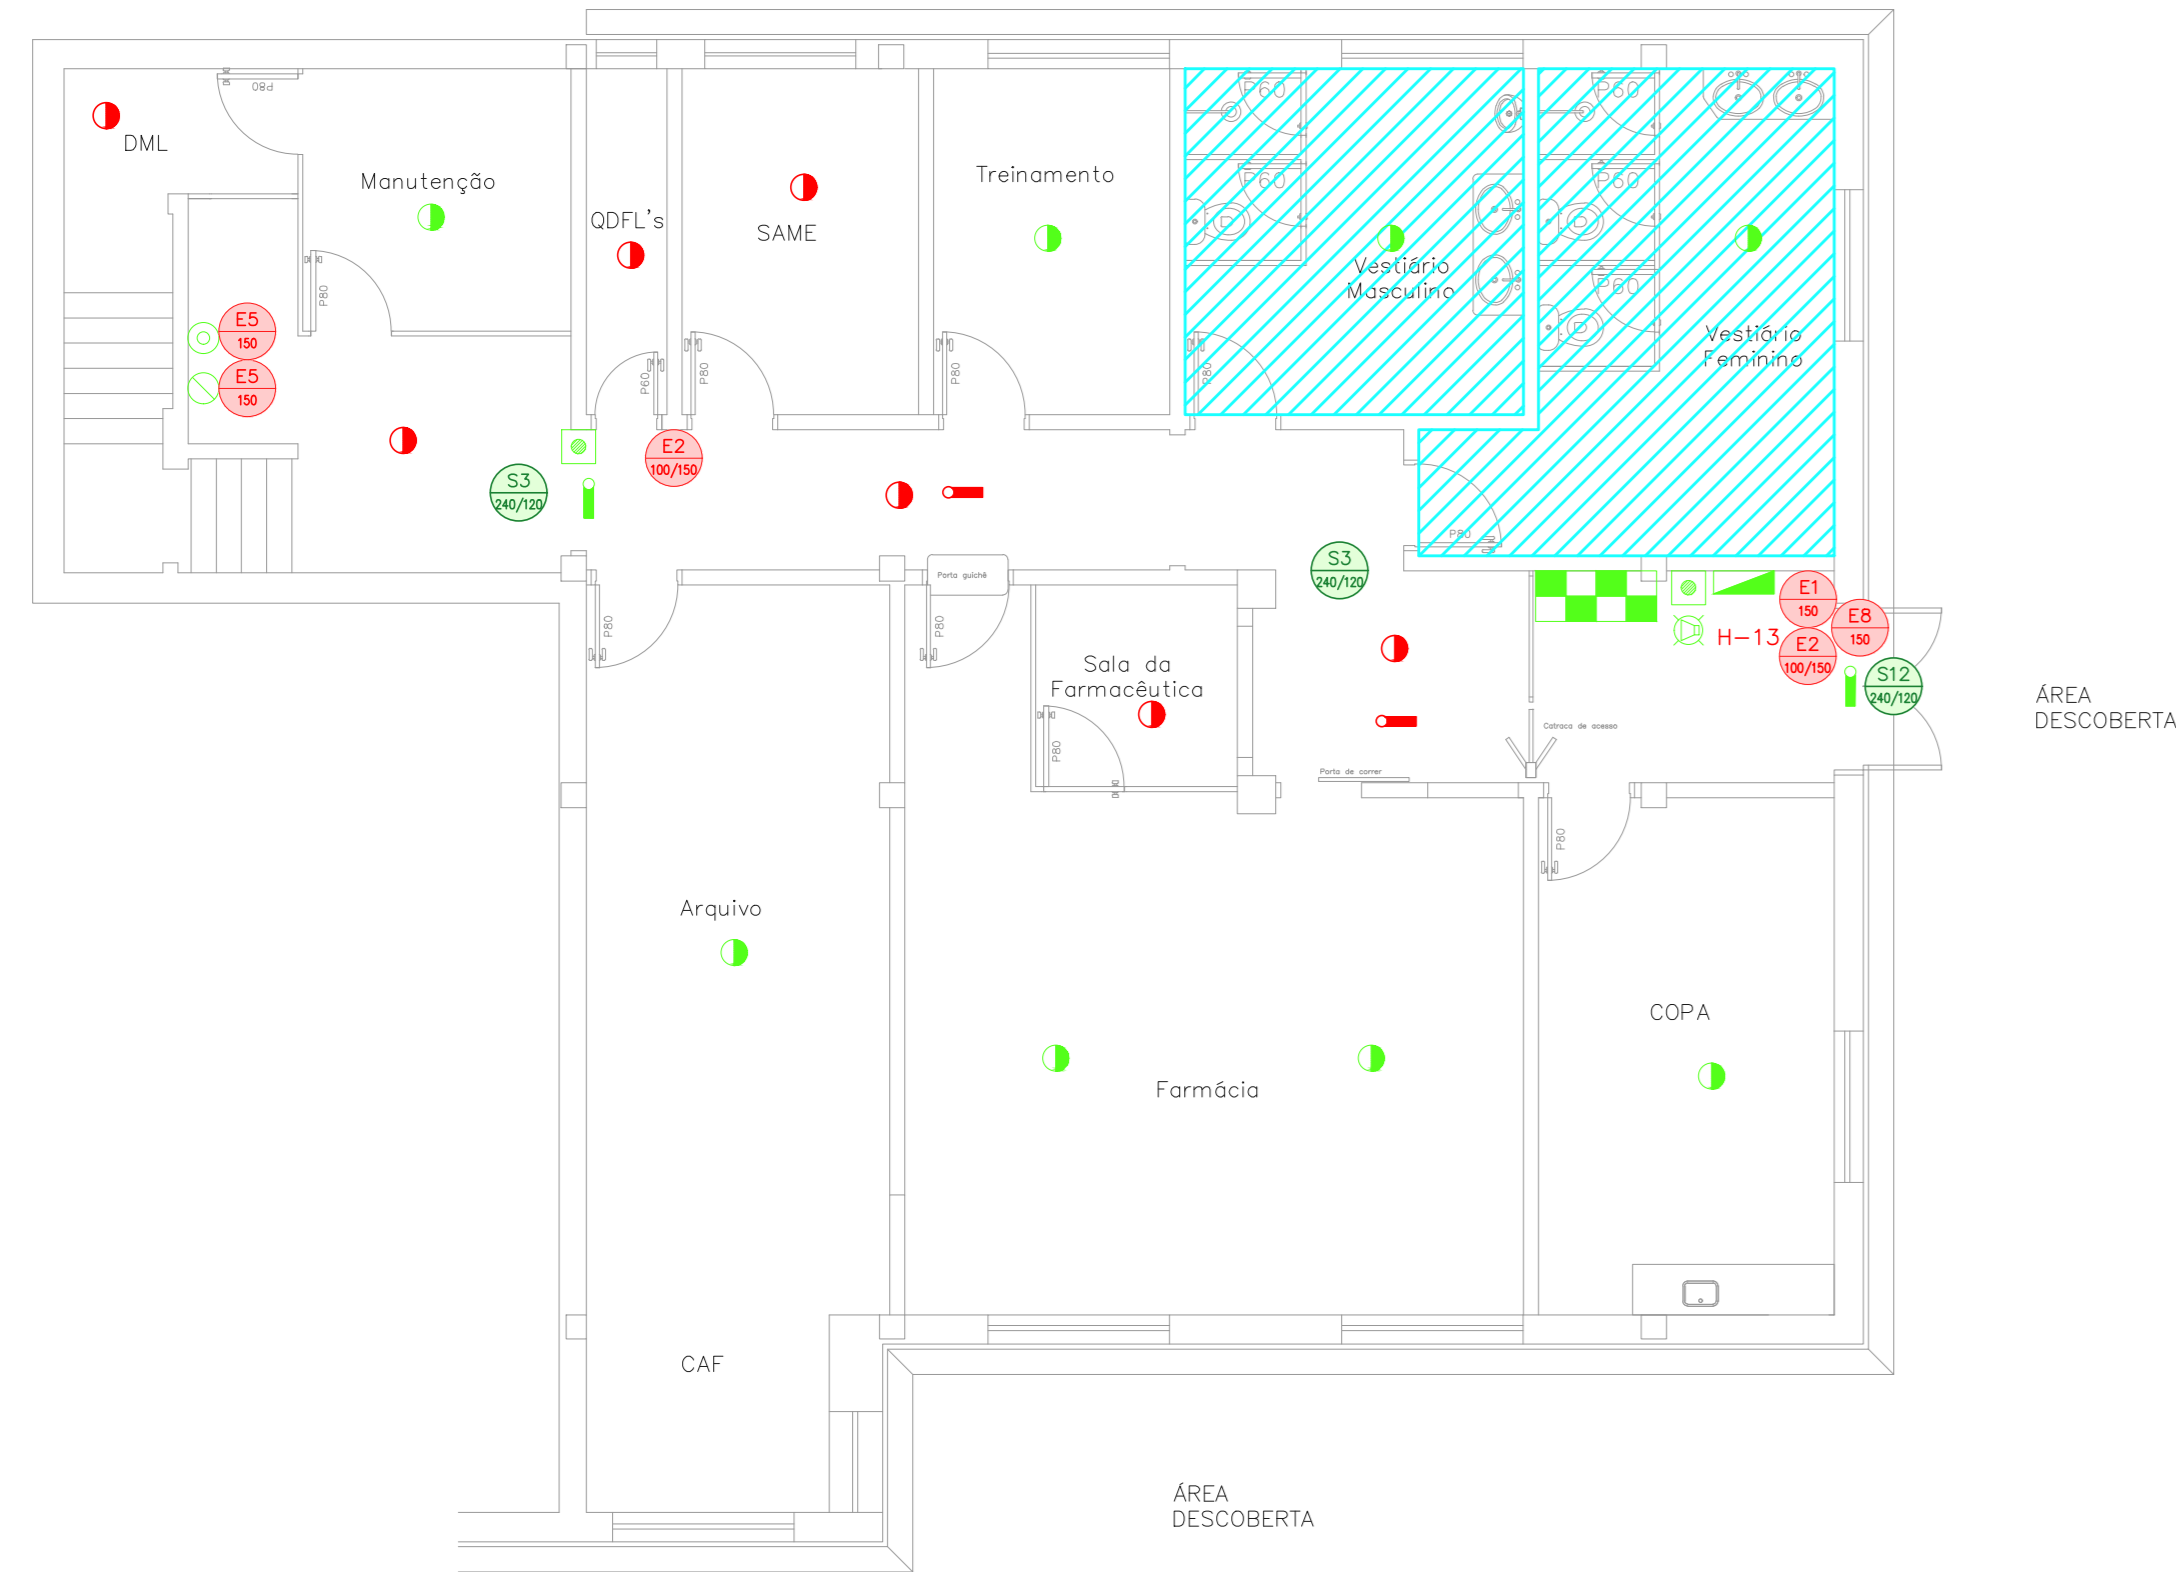 P80
DML
Manutenção
QDFL's
SAME
Treinamento
P60
P60
Vestiário
Masculino
P60
P60
P60
Vestiário
Feminino
P80
E5
150
E5
150
P60
P80
P80
P80
E2
100/150
S3
240/120
P80
S3
240/120
Porta guichê
P80
P80
Sala da
Farmacêutica
P80
E1
150
E8
150
H-13
E2
100/150
S12
240/120
ÁREA
DESCOBERTA
Catraca de acesso
Porta de correr
P80
Arquivo
COPA
Farmácia
CAF
ÁREA
DESCOBERTA